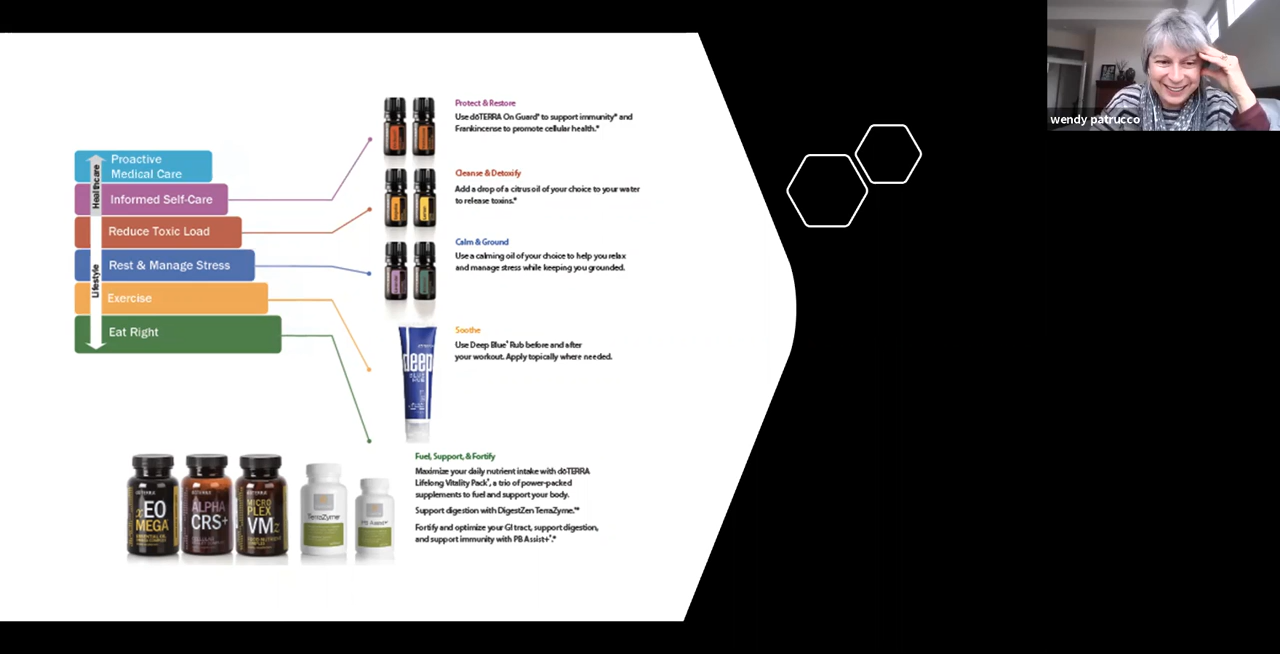 wendy patrucco
Proactive
Medical Care
Informed Self-Care
Reduce Toxic Load
Rest & Manage Stress
Exercise
Eat Right
Healthcare
Lifestyle
Protect & Restore
Use dōTERRA On Guard® to support immunity* and
Frankincense to promote cellular health.*
Cleanse & Detoxify
Add a drop of a citrus oil of your choice to your water
to release toxins.*
Calm & Ground
Use a calming oil of your choice to help you relax
and manage stress while keeping you grounded.
Soothe
Use Deep Blue® Rub before and after
your workout. Apply topically where needed.
deep
BLUE
RUB
Fuel, Support, & Fortify
Maximize your daily nutrient intake with dōTERRA
Lifelong Vitality Pack®, a trio of power-packed
supplements to fuel and support your body.
Support digestion with DigestZen TerraZyme.®*
Fortify and optimize your GI tract, support digestion,
and support immunity with PB Assist+®.*
xEO
MEGA
ALPHA
CRS+
MICRO
PLEX
VMz
TerraZyme
PB Assist+